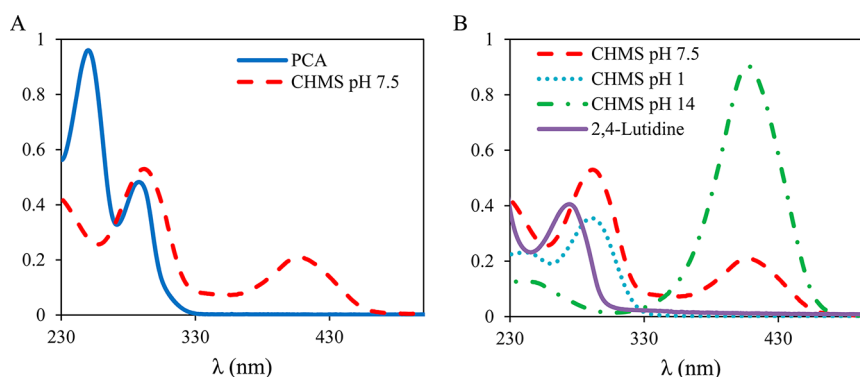 A
1
0.8
0.6
0.4
0.2
0
230
330
430
λ (nm)
PCA
CHMS pH 7.5
B
1
0.8
0.6
0.4
0.2
0
230
330
430
λ (nm)
CHMS pH 7.5
CHMS pH 1
CHMS pH 14
2,4-Lutidine